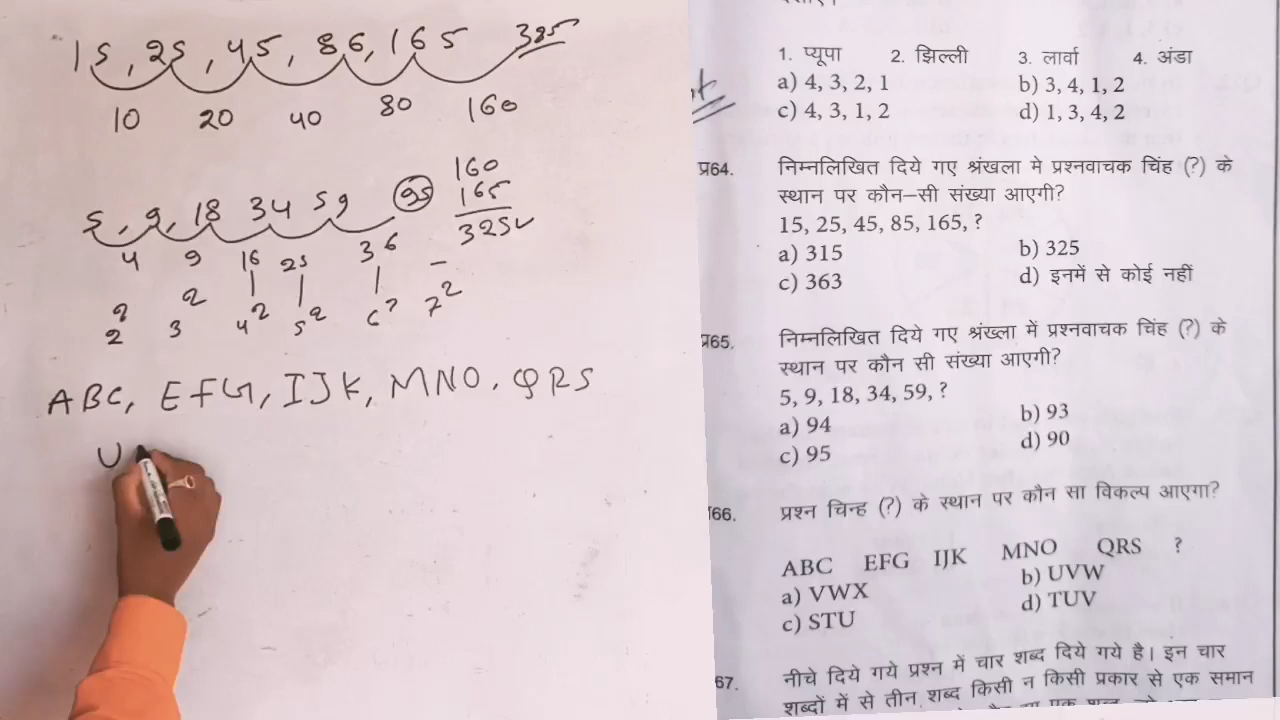 15, 25, 45, 86, 165 385
10 20 40 80 160
160
165
325
5, 9, 18 34 59 95
4 9 16 25 36 –
2² 3² 4² 5² 6² 7²
ABC, EFG, IJK, MNO, QRS
U
1. प्यूपा 2. झिल्ली 3. लार्वा 4. अंडा
a) 4, 3, 2, 1 b) 3, 4, 1, 2
c) 4, 3, 1, 2 d) 1, 3, 4, 2
प्र64. निम्नलिखित दिये गए श्रंखला मे प्रश्नवाचक चिंह (?) के
स्थान पर कौन–सी संख्या आएगी?
15, 25, 45, 85, 165, ?
a) 315 b) 325
c) 363 d) इनमें से कोई नहीं
प्र65. निम्नलिखित दिये गए श्रंख्ला में प्रश्नवाचक चिंह (?) के
स्थान पर कौन सी संख्या आएगी?
5, 9, 18, 34, 59, ?
a) 94 b) 93
c) 95 d) 90
66. प्रश्न चिन्ह (?) के स्थान पर कौन सा विकल्प आएगा?
ABC EFG IJK MNO QRS ?
a) VWX b) UVW
c) STU d) TUV
67. नीचे दिये गये प्रश्न में चार शब्द दिये गये है। इन चार
शब्दों में से तीन शब्द किसी न किसी प्रकार से एक समान